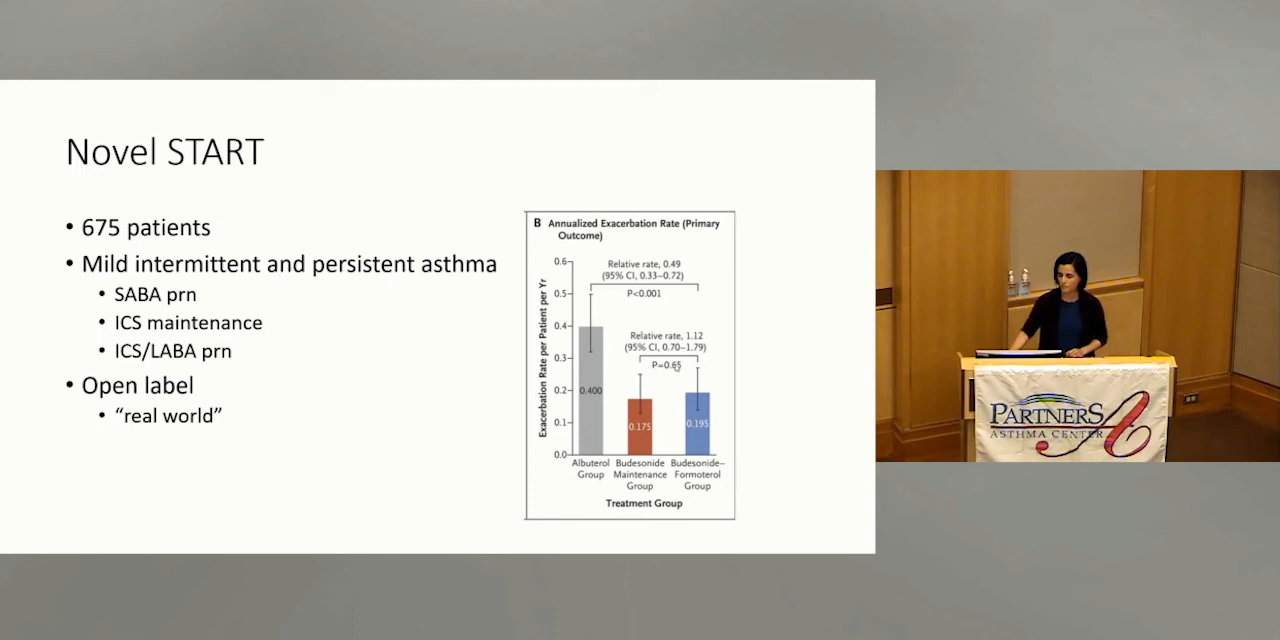 Novel START
• 675 patients
• Mild intermittent and persistent asthma
• SABA prn
• ICS maintenance
• ICS/LABA prn
• Open label
• “real world”
B Annualized Exacerbation Rate (Primary
Outcome)
Exacerbation Rate per Patient per Yr
0.6
0.5
0.4
0.3
0.2
0.1
0.0
Relative rate, 0.49
(95% CI, 0.33–0.72)
P<0.001
Relative rate, 1.12
(95% CI, 0.70–1.79)
P=0.65
0.400
0.175
0.195
Albuterol
Group
Budesonide
Maintenance
Group
Budesonide–
Formoterol
Group
Treatment Group
PARTNERS
ASTHMA CENTER